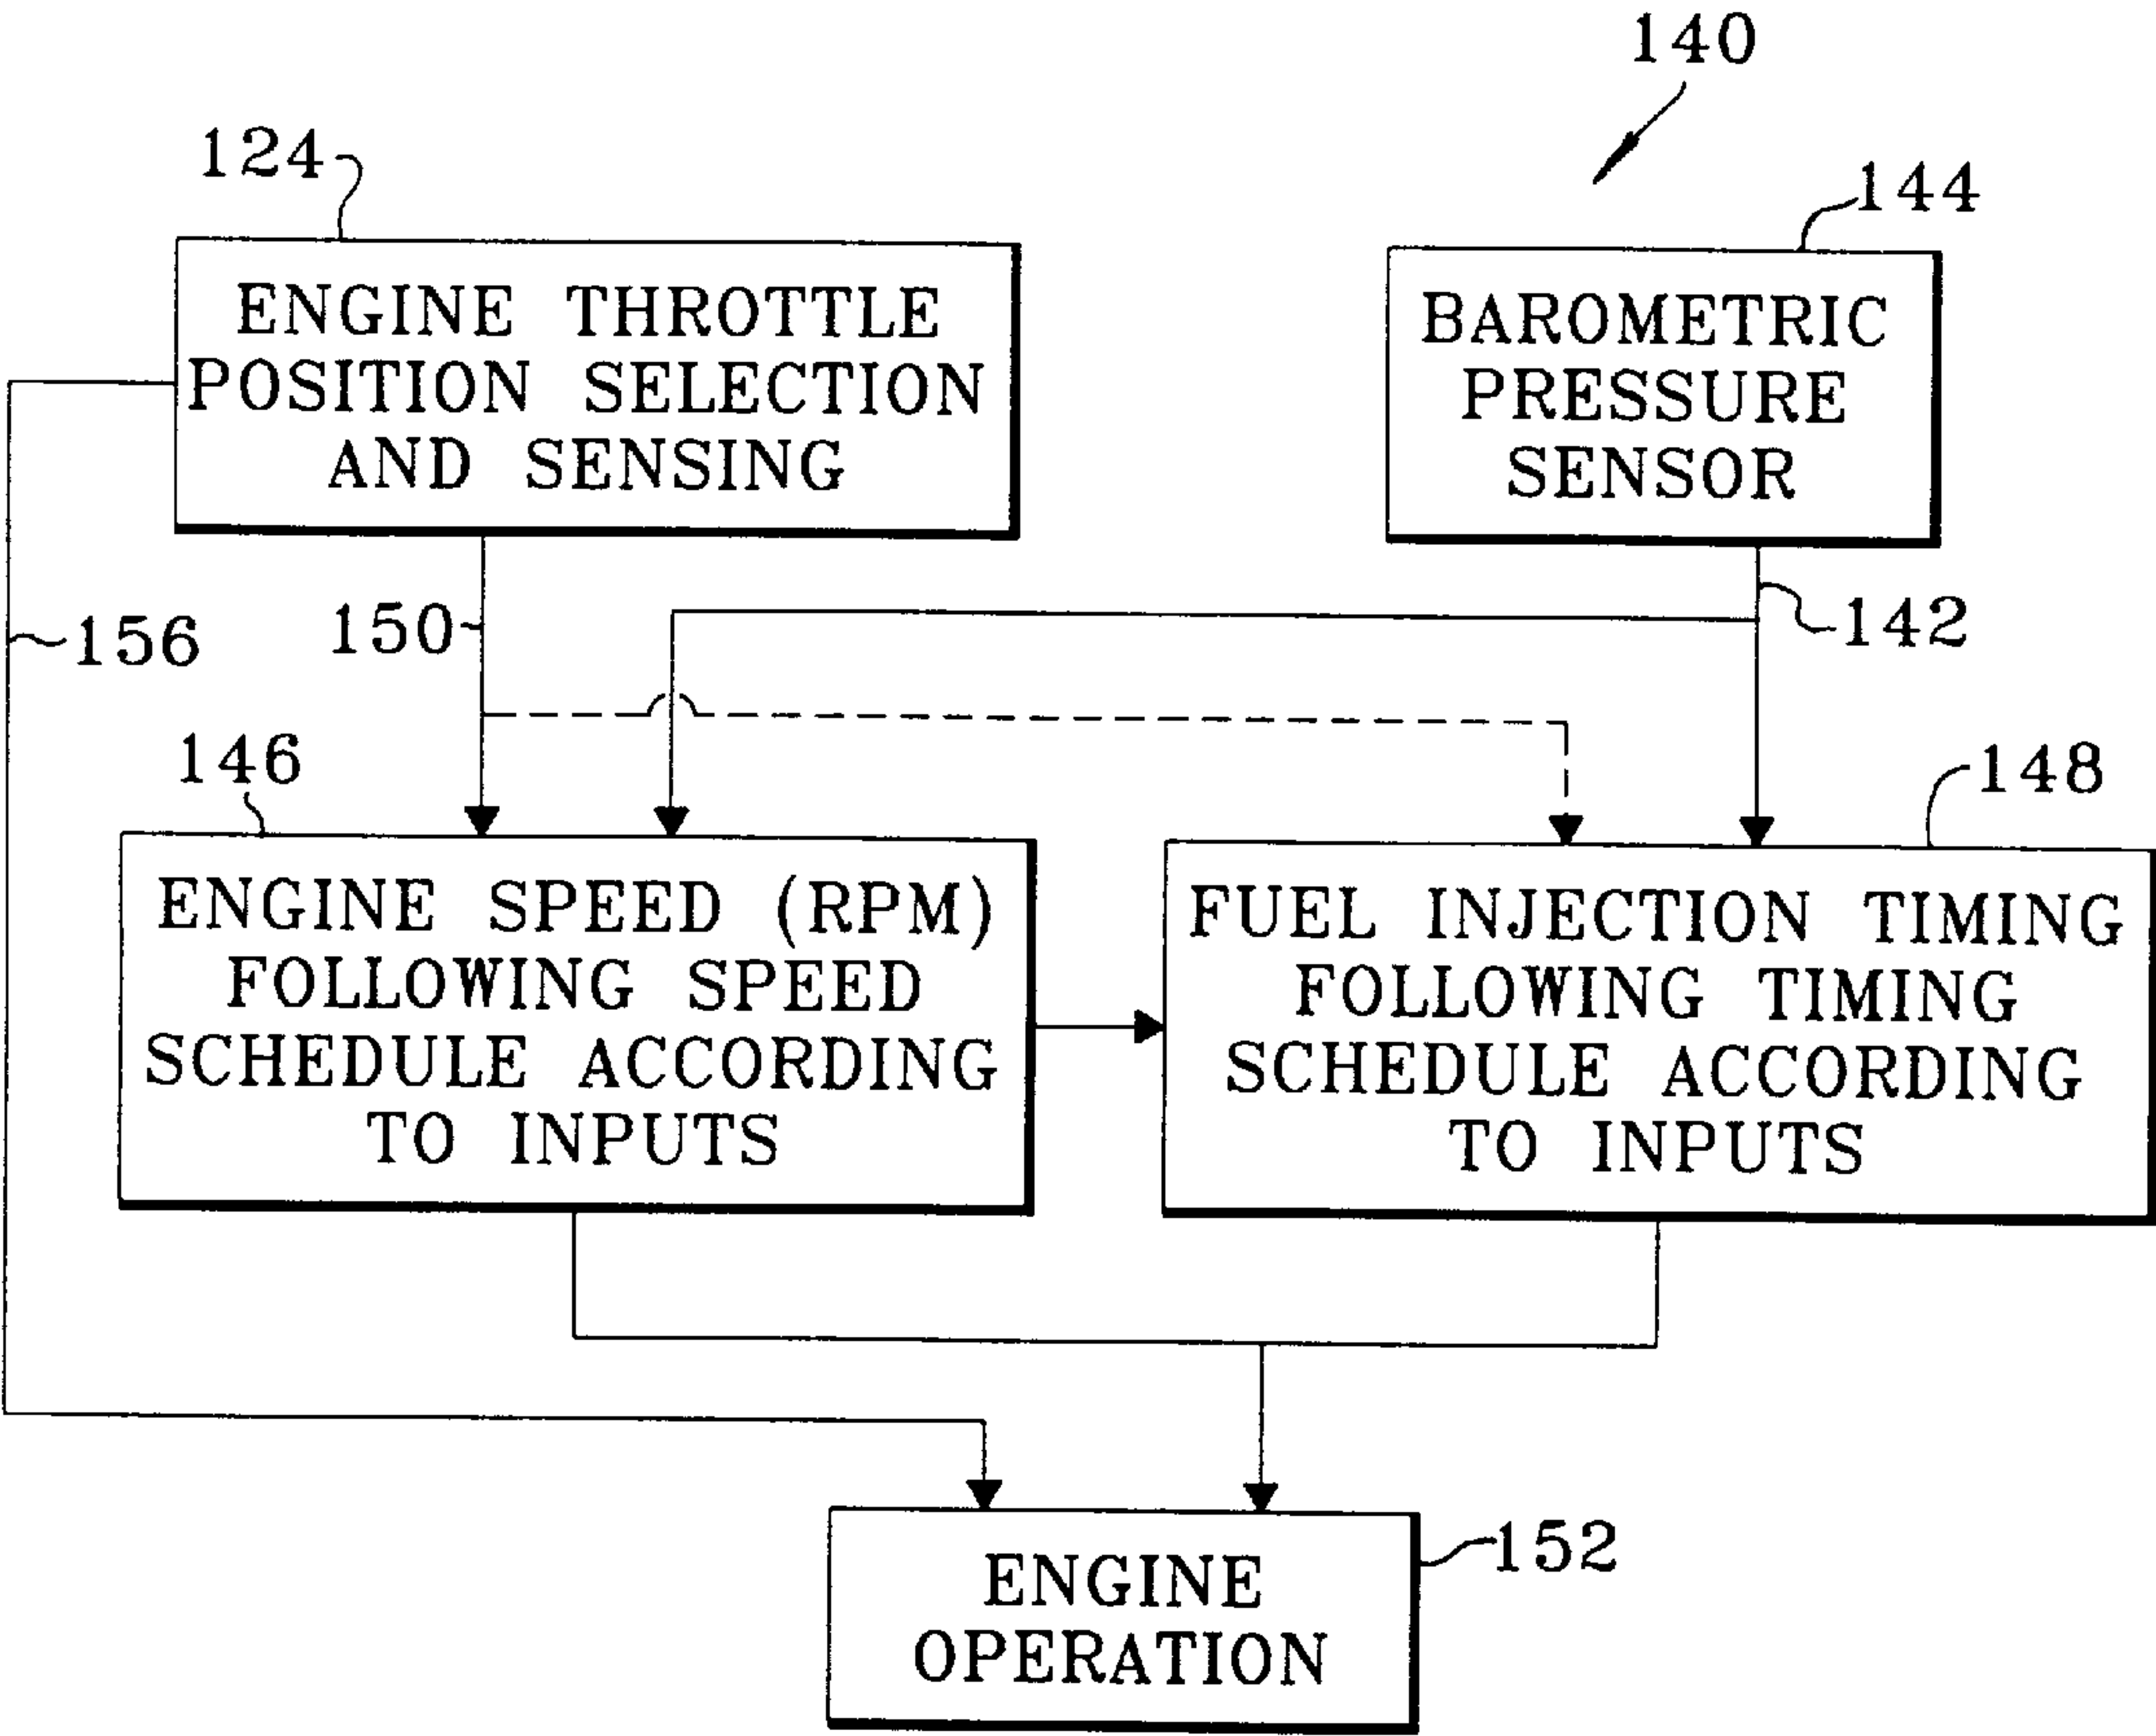 140
124
144
ENGINE THROTTLE
POSITION SELECTION
AND SENSING
BAROMETRIC
PRESSURE
SENSOR
156
150
142
146
148
ENGINE SPEED (RPM)
FOLLOWING SPEED
SCHEDULE ACCORDING
TO INPUTS
FUEL INJECTION TIMING
FOLLOWING TIMING
SCHEDULE ACCORDING
TO INPUTS
152
ENGINE
OPERATION